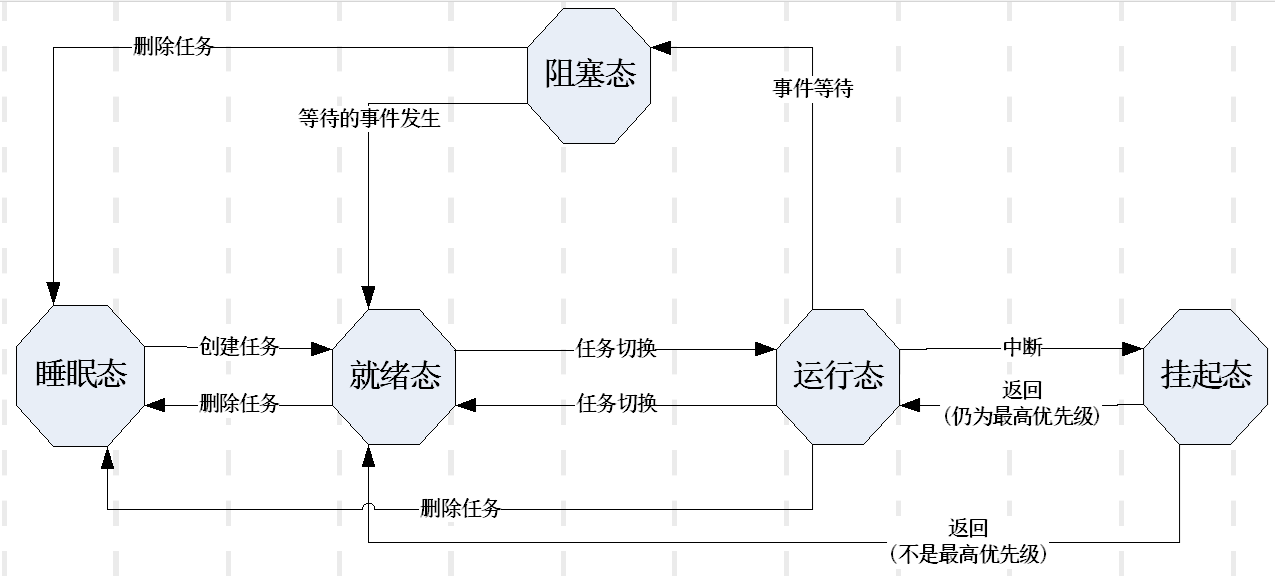 阻塞态
删除任务
事件等待
等待的事件发生
睡眠态
创建任务
删除任务
就绪态
任务切换
任务切换
运行态
中断
返回
（仍为最高优先级）
挂起态
删除任务
返回
（不是最高优先级）